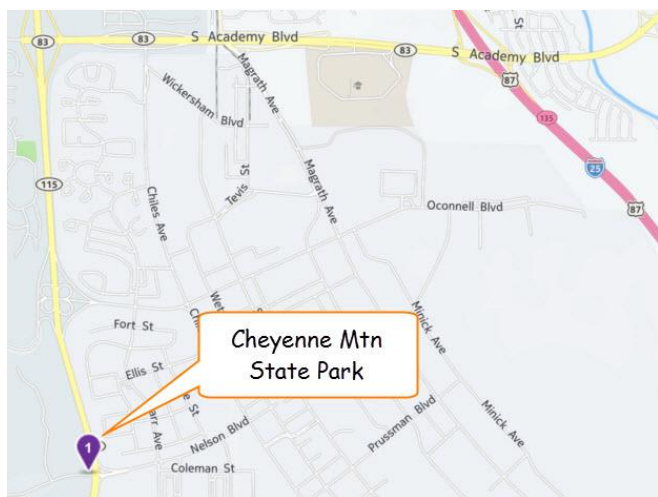 83
83
S Academy Blvd
83
S Academy Blvd
87
Magrath Ave
Wickersham Blvd
135
25
115
Tevis St
Magrath Ave
Chiles Ave
Oconnell Blvd
87
Minick Ave
Fort St
Cheyenne Mtn
State Park
Ellis St
Nelson Blvd
Prussman Blvd
Minick Ave
1
Coleman St